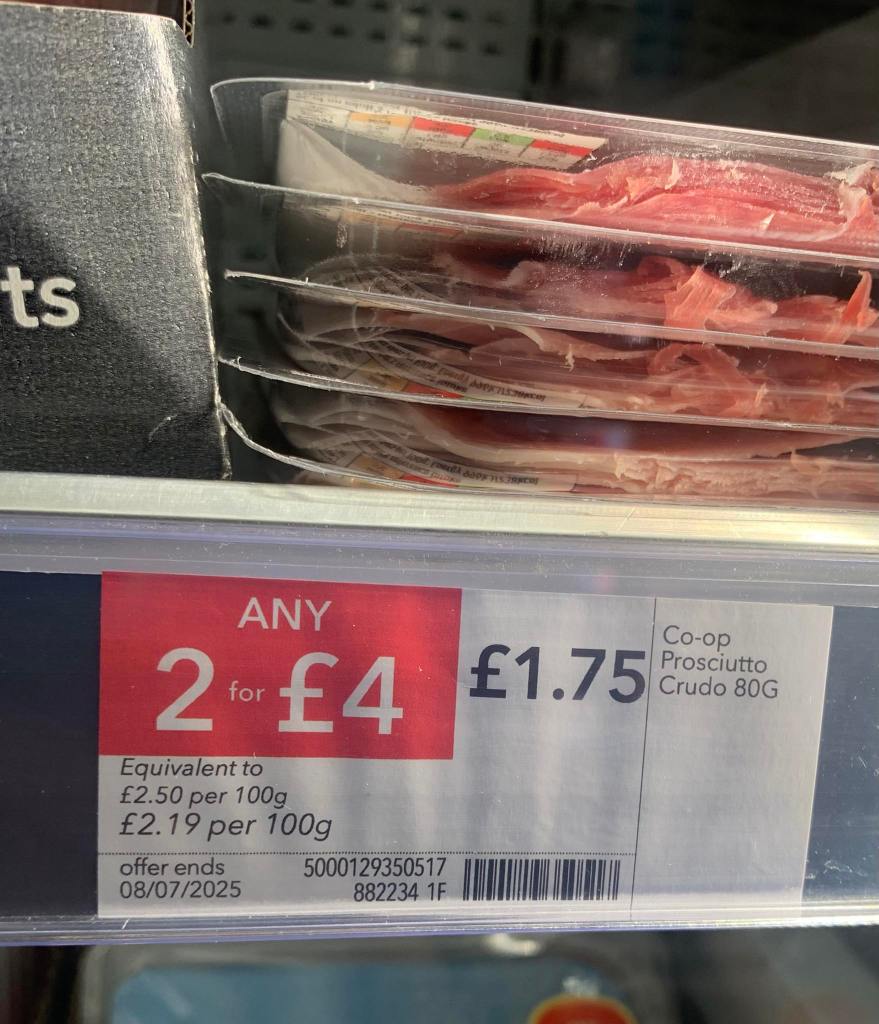 ts
ANY
2 for £4
£1.75
Co-op
Prosciutto
Crudo 80G
Equivalent to
£2.50 per 100g
£2.19 per 100g
offer ends
08/07/2025
5000129350517
882234 1F